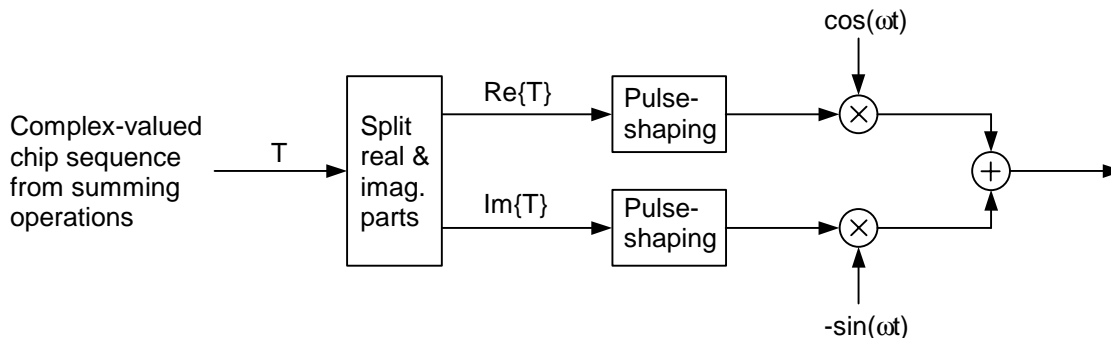 cos(ωt)
Complex-valued
chip sequence
from summing
operations
T
Split
real &
imag.
parts
Re{T}
Pulse-
shaping
Im{T}
Pulse-
shaping
-sin(ωt)